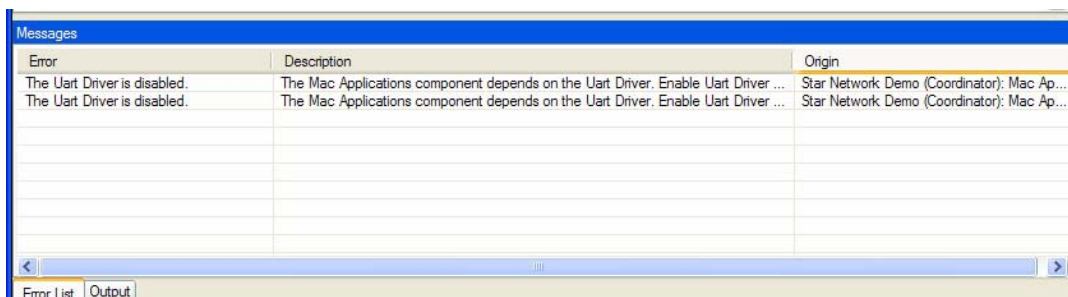 Messages
Error Description Origin
The Uart Driver is disabled. The Mac Applications component depends on the Uart Driver. Enable Uart Driver ... Star Network Demo (Coordinator): Mac Ap...
The Uart Driver is disabled. The Mac Applications component depends on the Uart Driver. Enable Uart Driver ... Star Network Demo (Coordinator): Mac Ap...
Error List Output